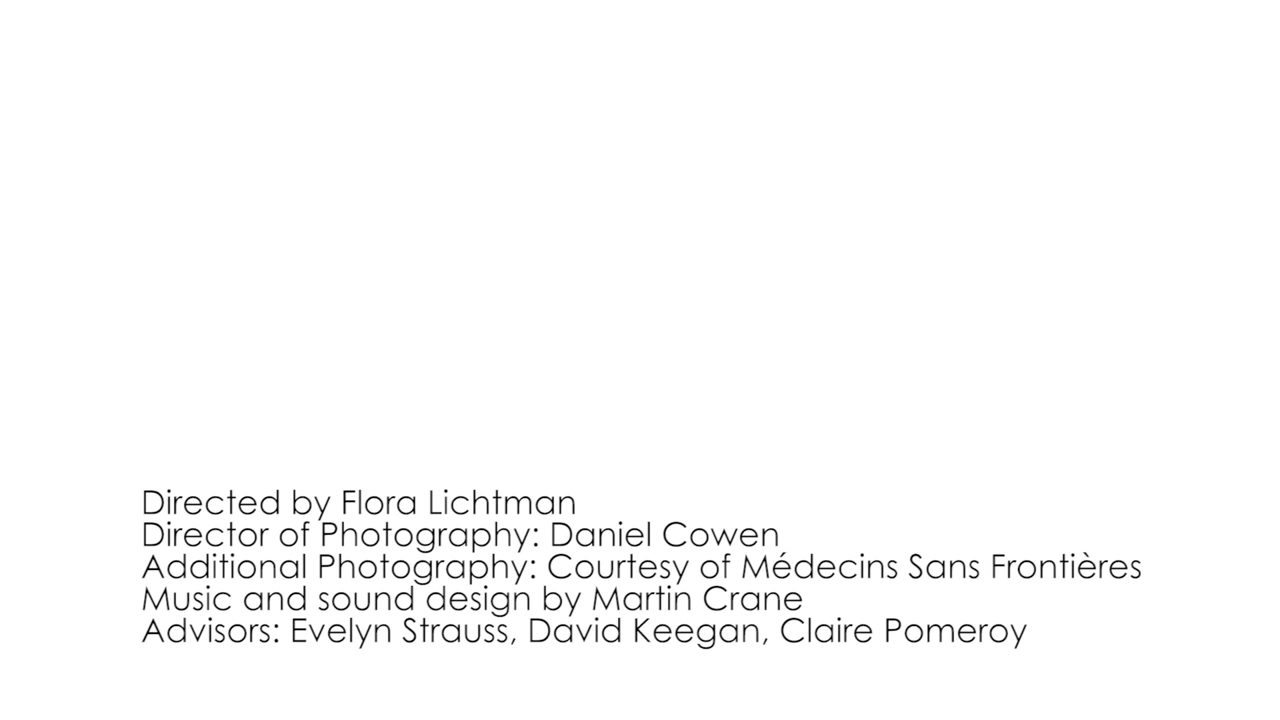 Directed by Flora Lichtman
Director of Photography: Daniel Cowen
Additional Photography: Courtesy of Médecins Sans Frontières
Music and sound design by Martin Crane
Advisors: Evelyn Strauss, David Keegan, Claire Pomeroy